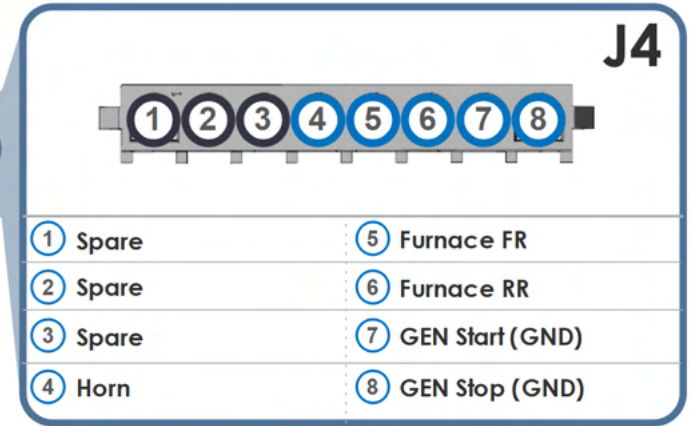 J4
1 2 3 4 5 6 7 8
1 Spare
2 Spare
3 Spare
4 Horn
5 Furnace FR
6 Furnace RR
7 GEN Start (GND)
8 GEN Stop (GND)